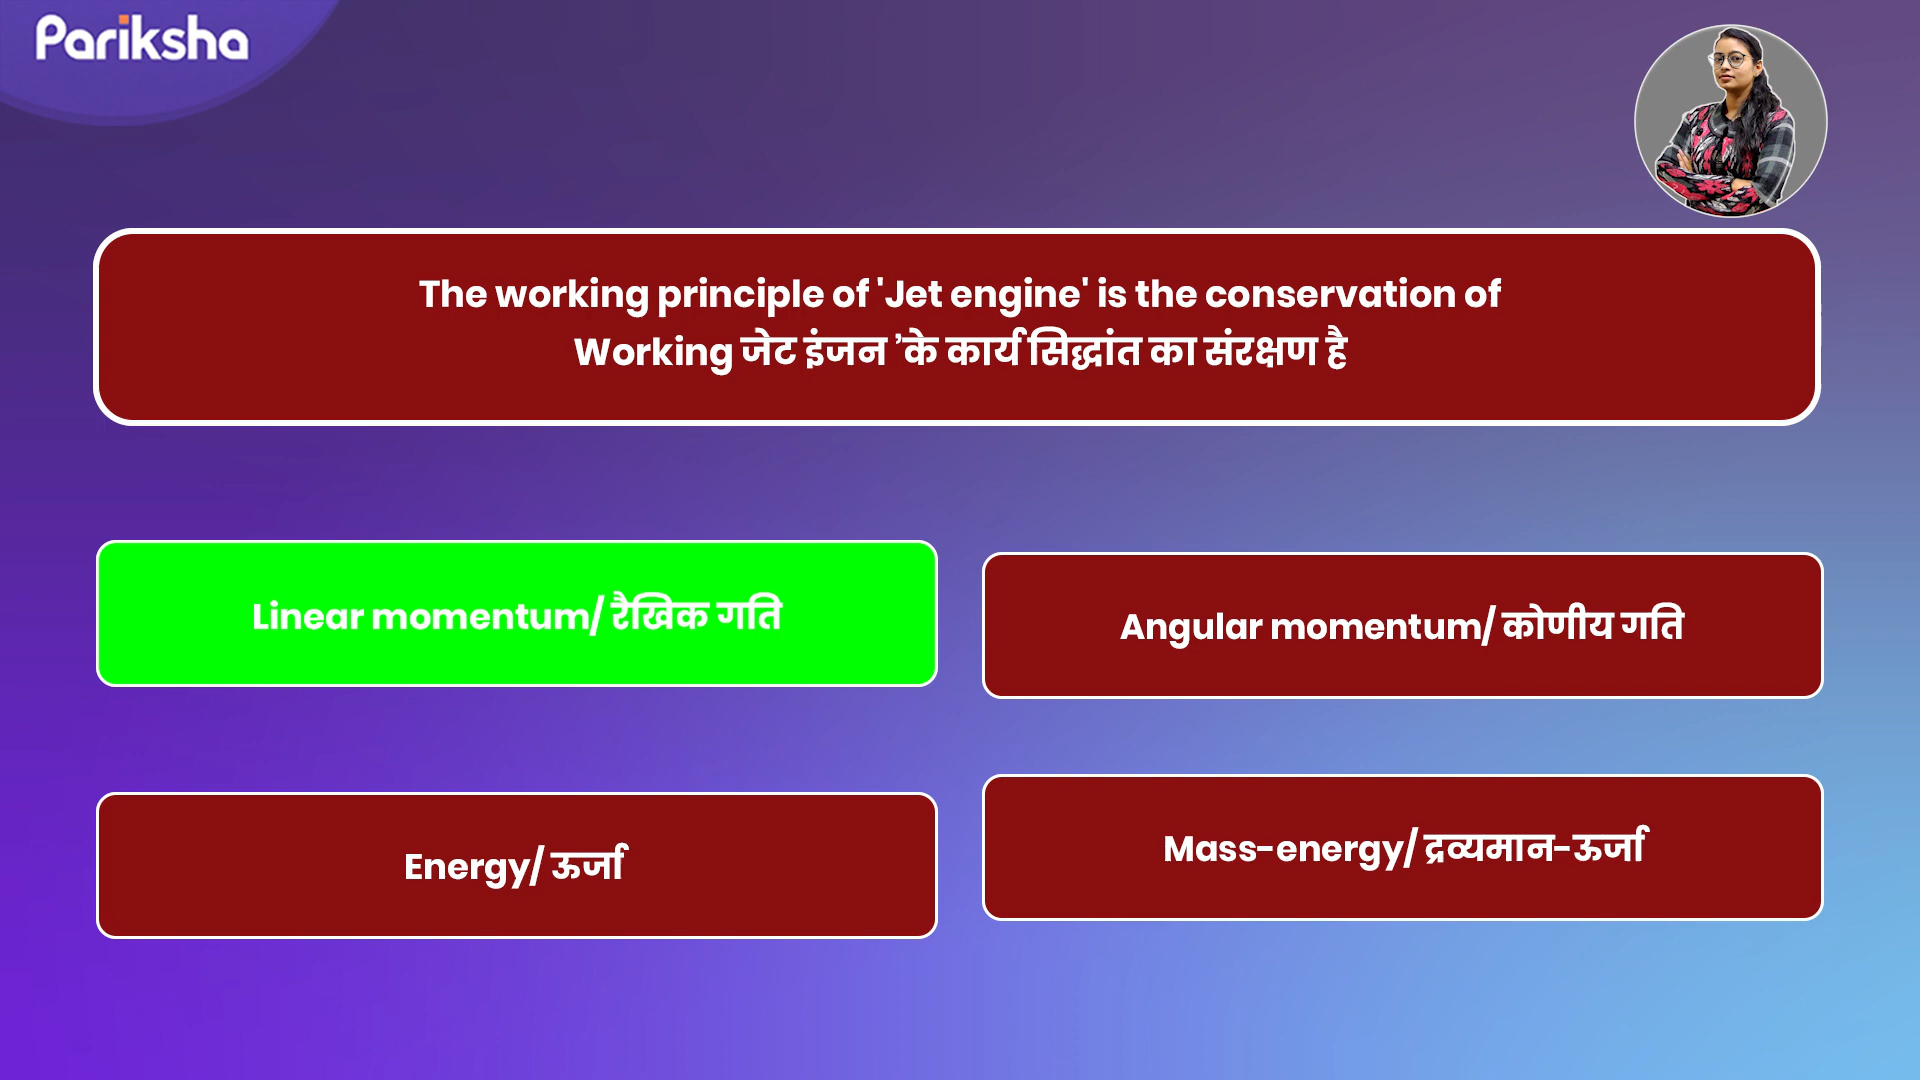 Pariksha
The working principle of 'Jet engine' is the conservation of
Working जेट इंजन ’के कार्य सिद्धांत का संरक्षण है
Linear momentum/ रैखिक गति
Angular momentum/ कोणीय गति
Energy/ ऊर्जा
Mass-energy/ द्रव्यमान-ऊर्जा